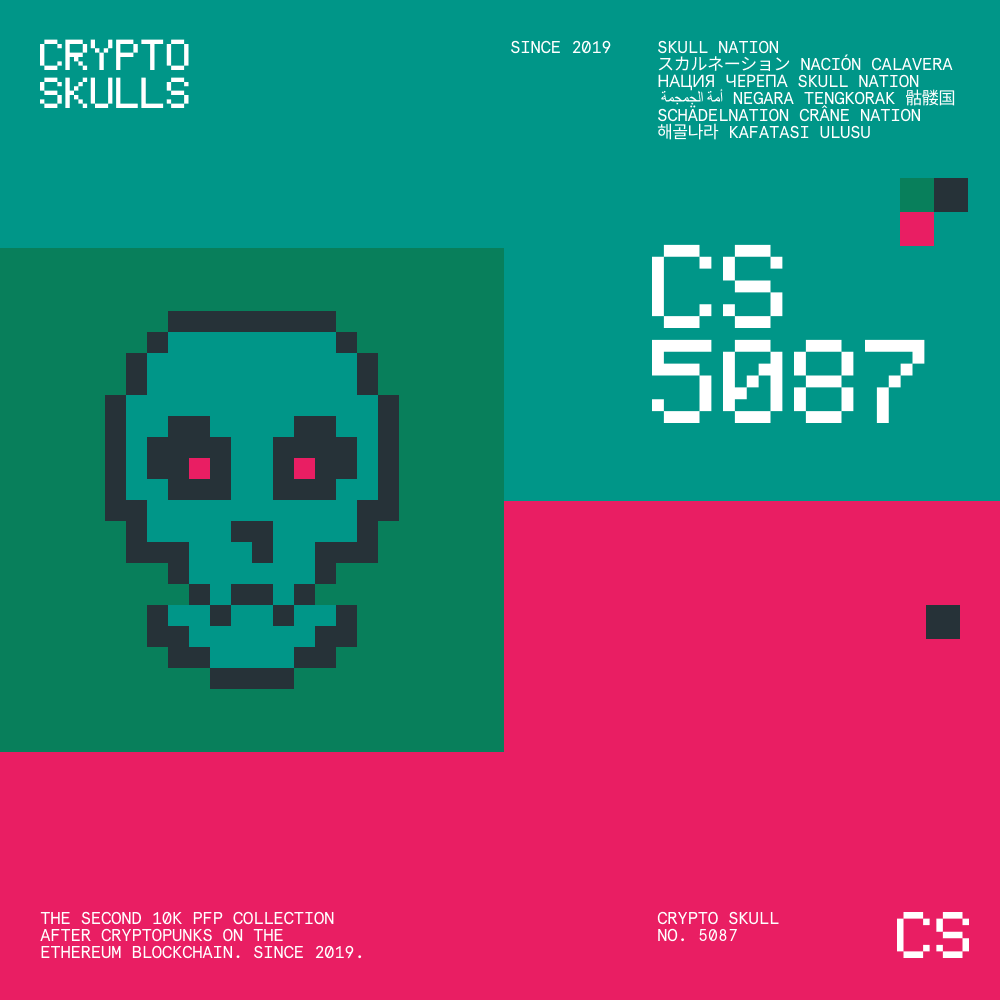 CRYPTO
SKULLS
SINCE 2019
SKULL NATION
スカルネーション NACIÓN CALAVERA
НАЦИЯ ЧЕРЕПА SKULL NATION
أمة الجمجمة NEGARA TENGKORAK 骷髅国
SCHÄDELNATION CRÂNE NATION
해골나라 KAFATASI ULUSU
CS
5087
THE SECOND 10K PFP COLLECTION
AFTER CRYPTOPUNKS ON THE
ETHEREUM BLOCKCHAIN. SINCE 2019.
CRYPTO SKULL
NO. 5087
CS